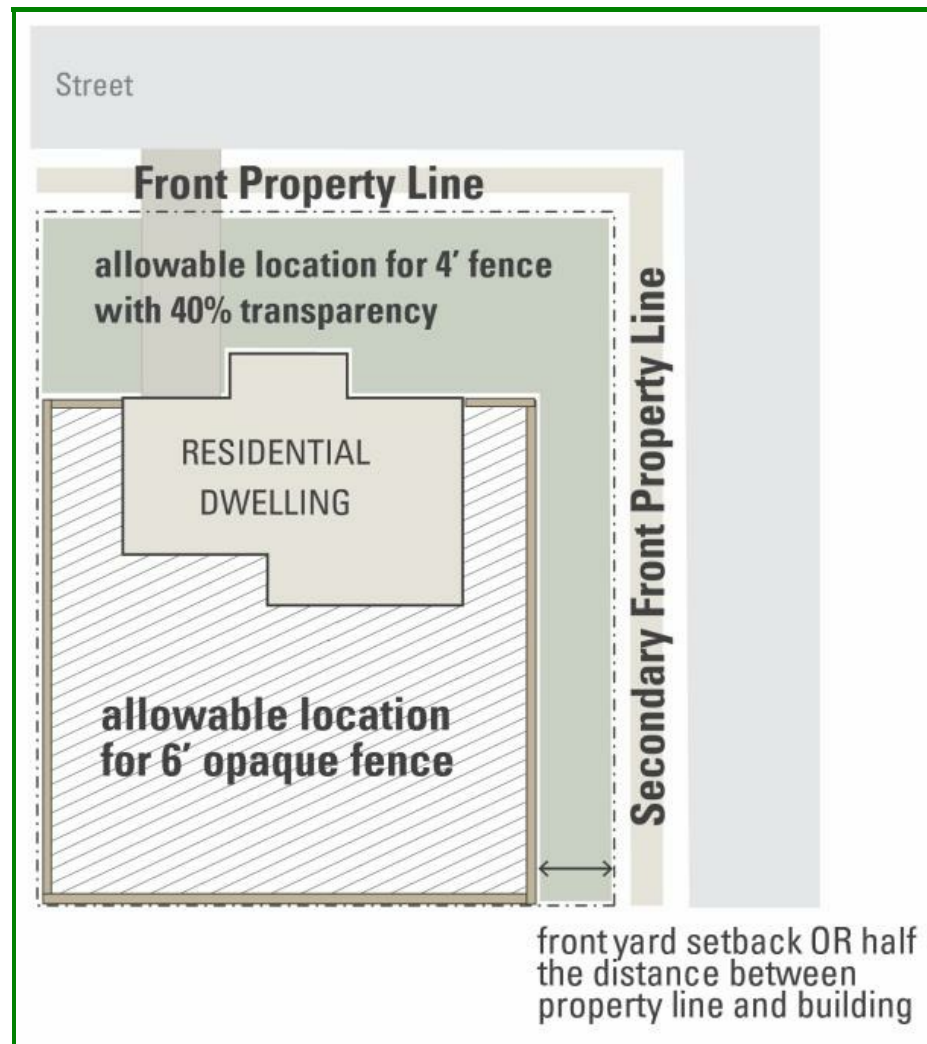 Street
Front Property Line
allowable location for 4’ fence
with 40% transparency
Secondary Front Property Line
RESIDENTIAL
DWELLING
allowable location
for 6’ opaque fence
front yard setback OR half
the distance between
property line and building